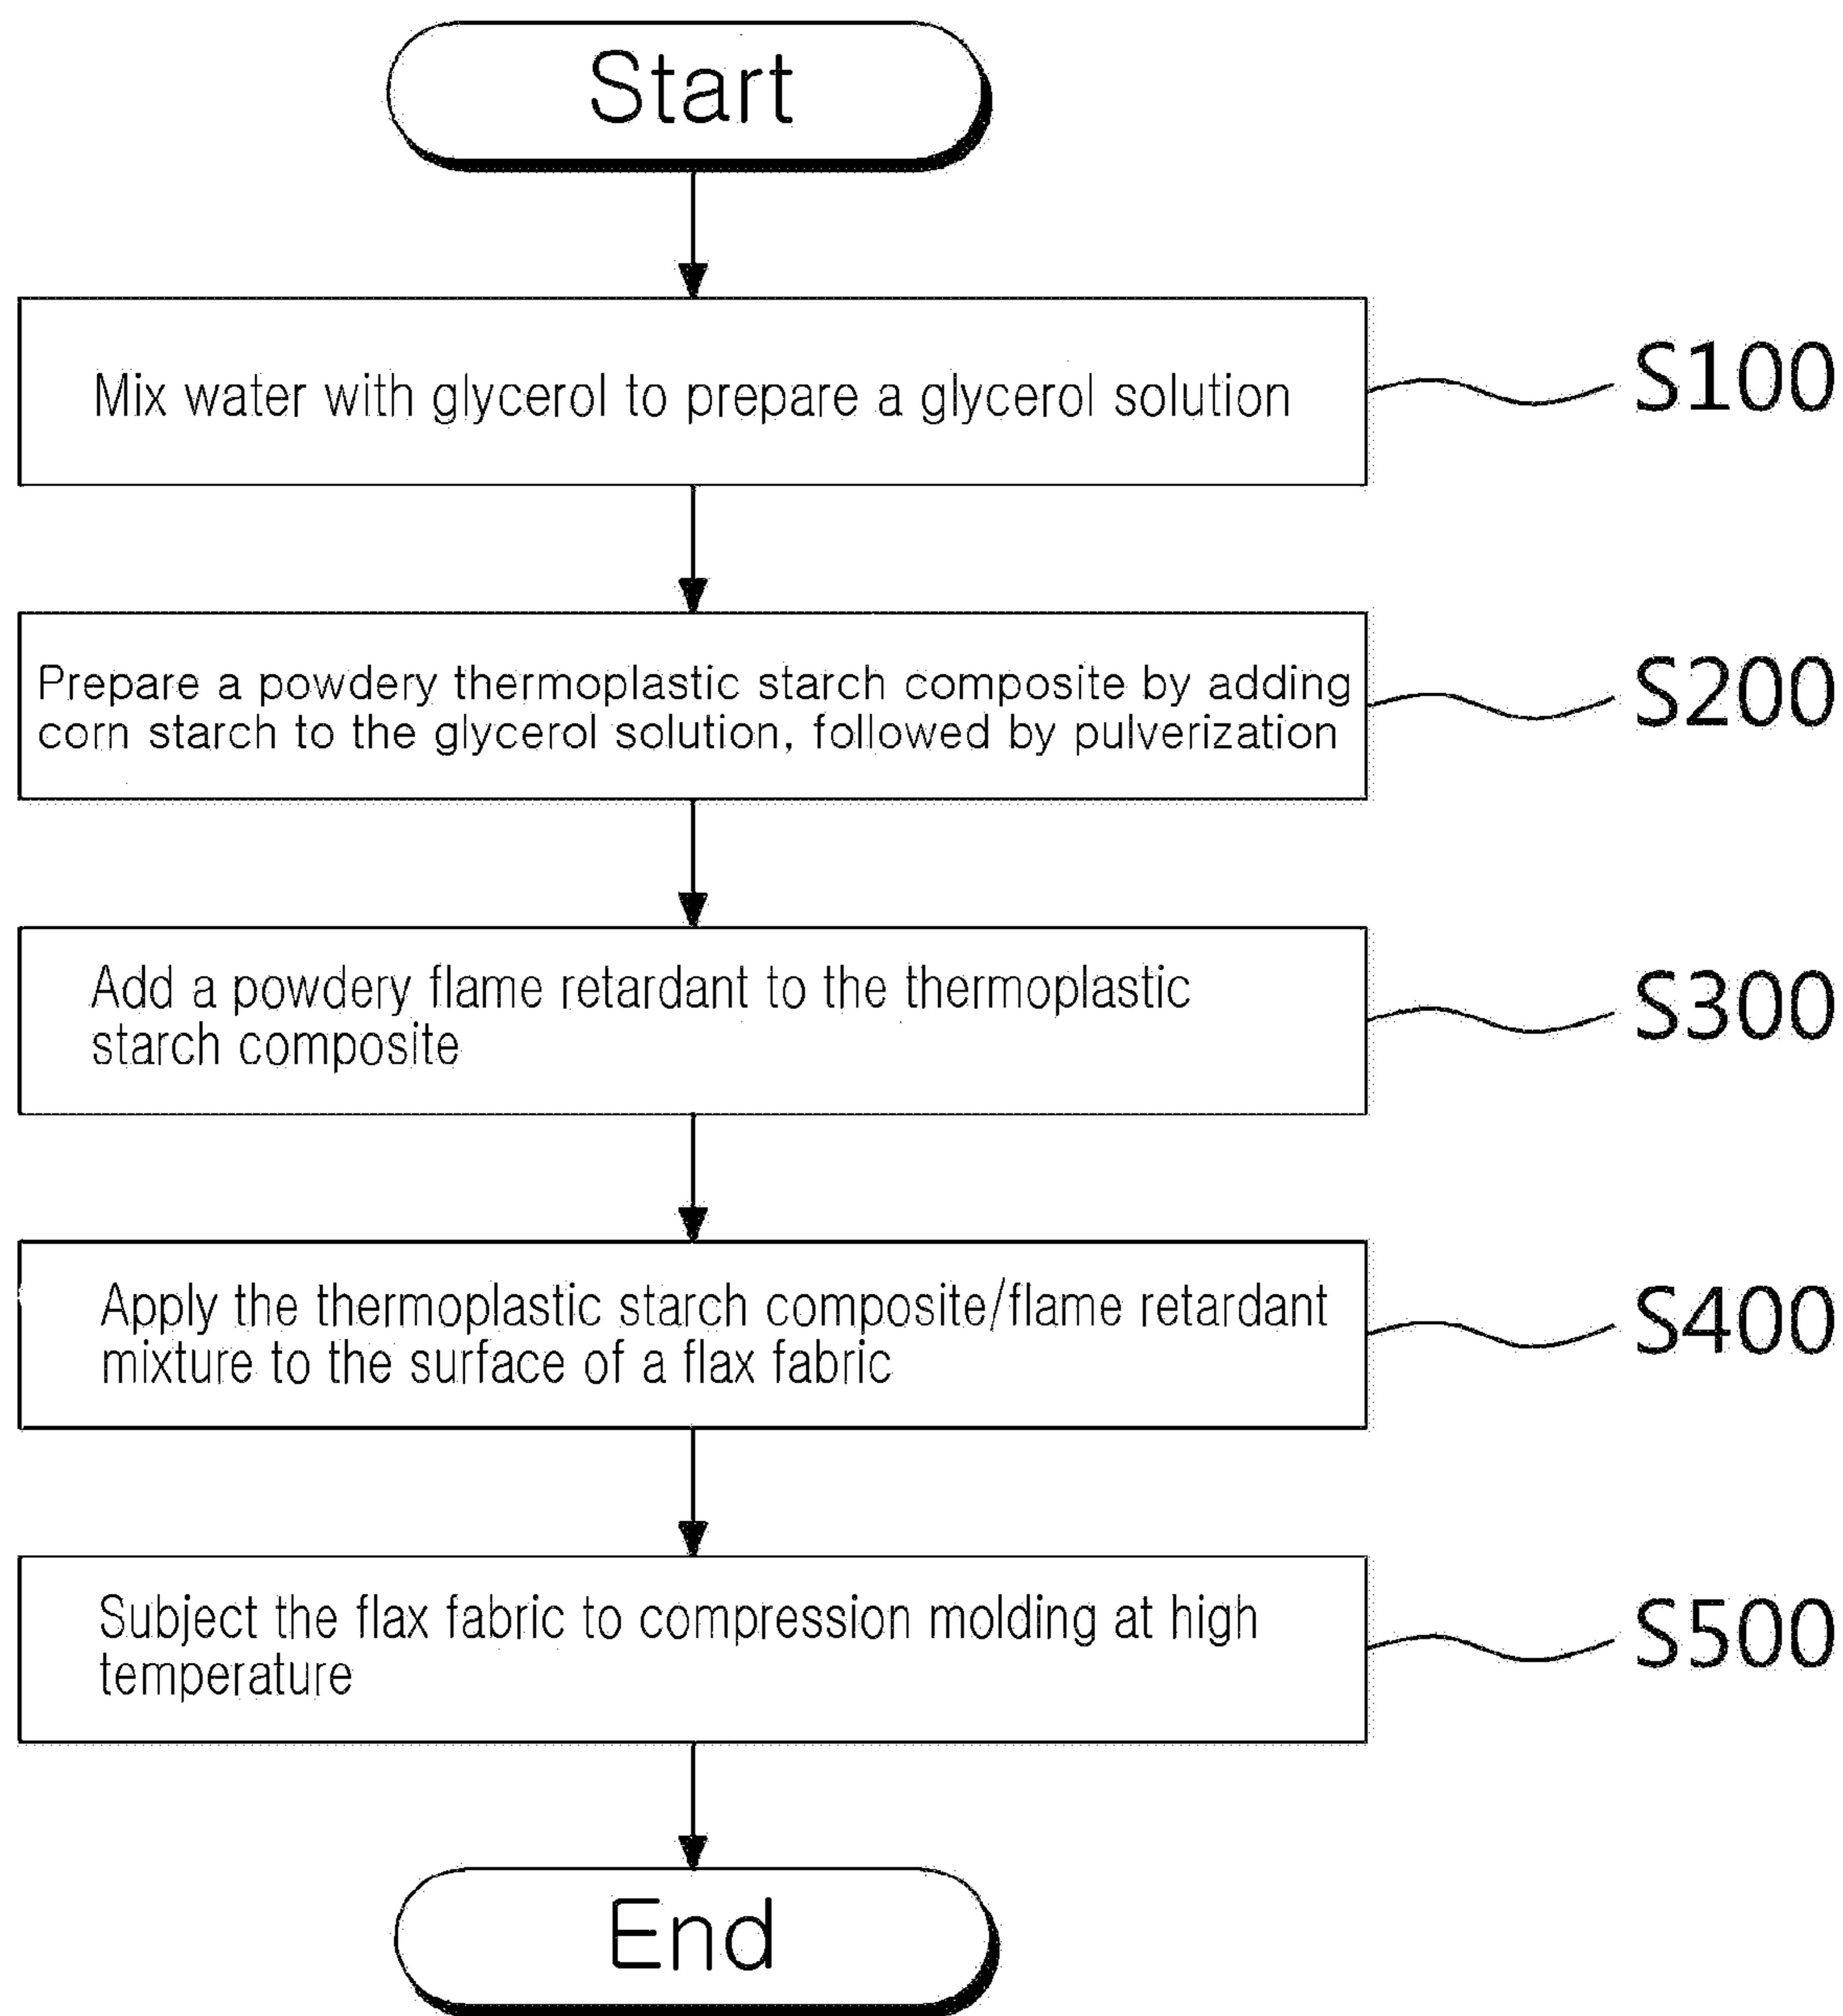 Start
Mix water with glycerol to prepare a glycerol solution
S100
Prepare a powdery thermoplastic starch composite by adding
corn starch to the glycerol solution, followed by pulverization
S200
Add a powdery flame retardant to the thermoplastic
starch composite
S300
Apply the thermoplastic starch composite/flame retardant
mixture to the surface of a flax fabric
S400
Subject the flax fabric to compression molding at high
temperature
S500
End